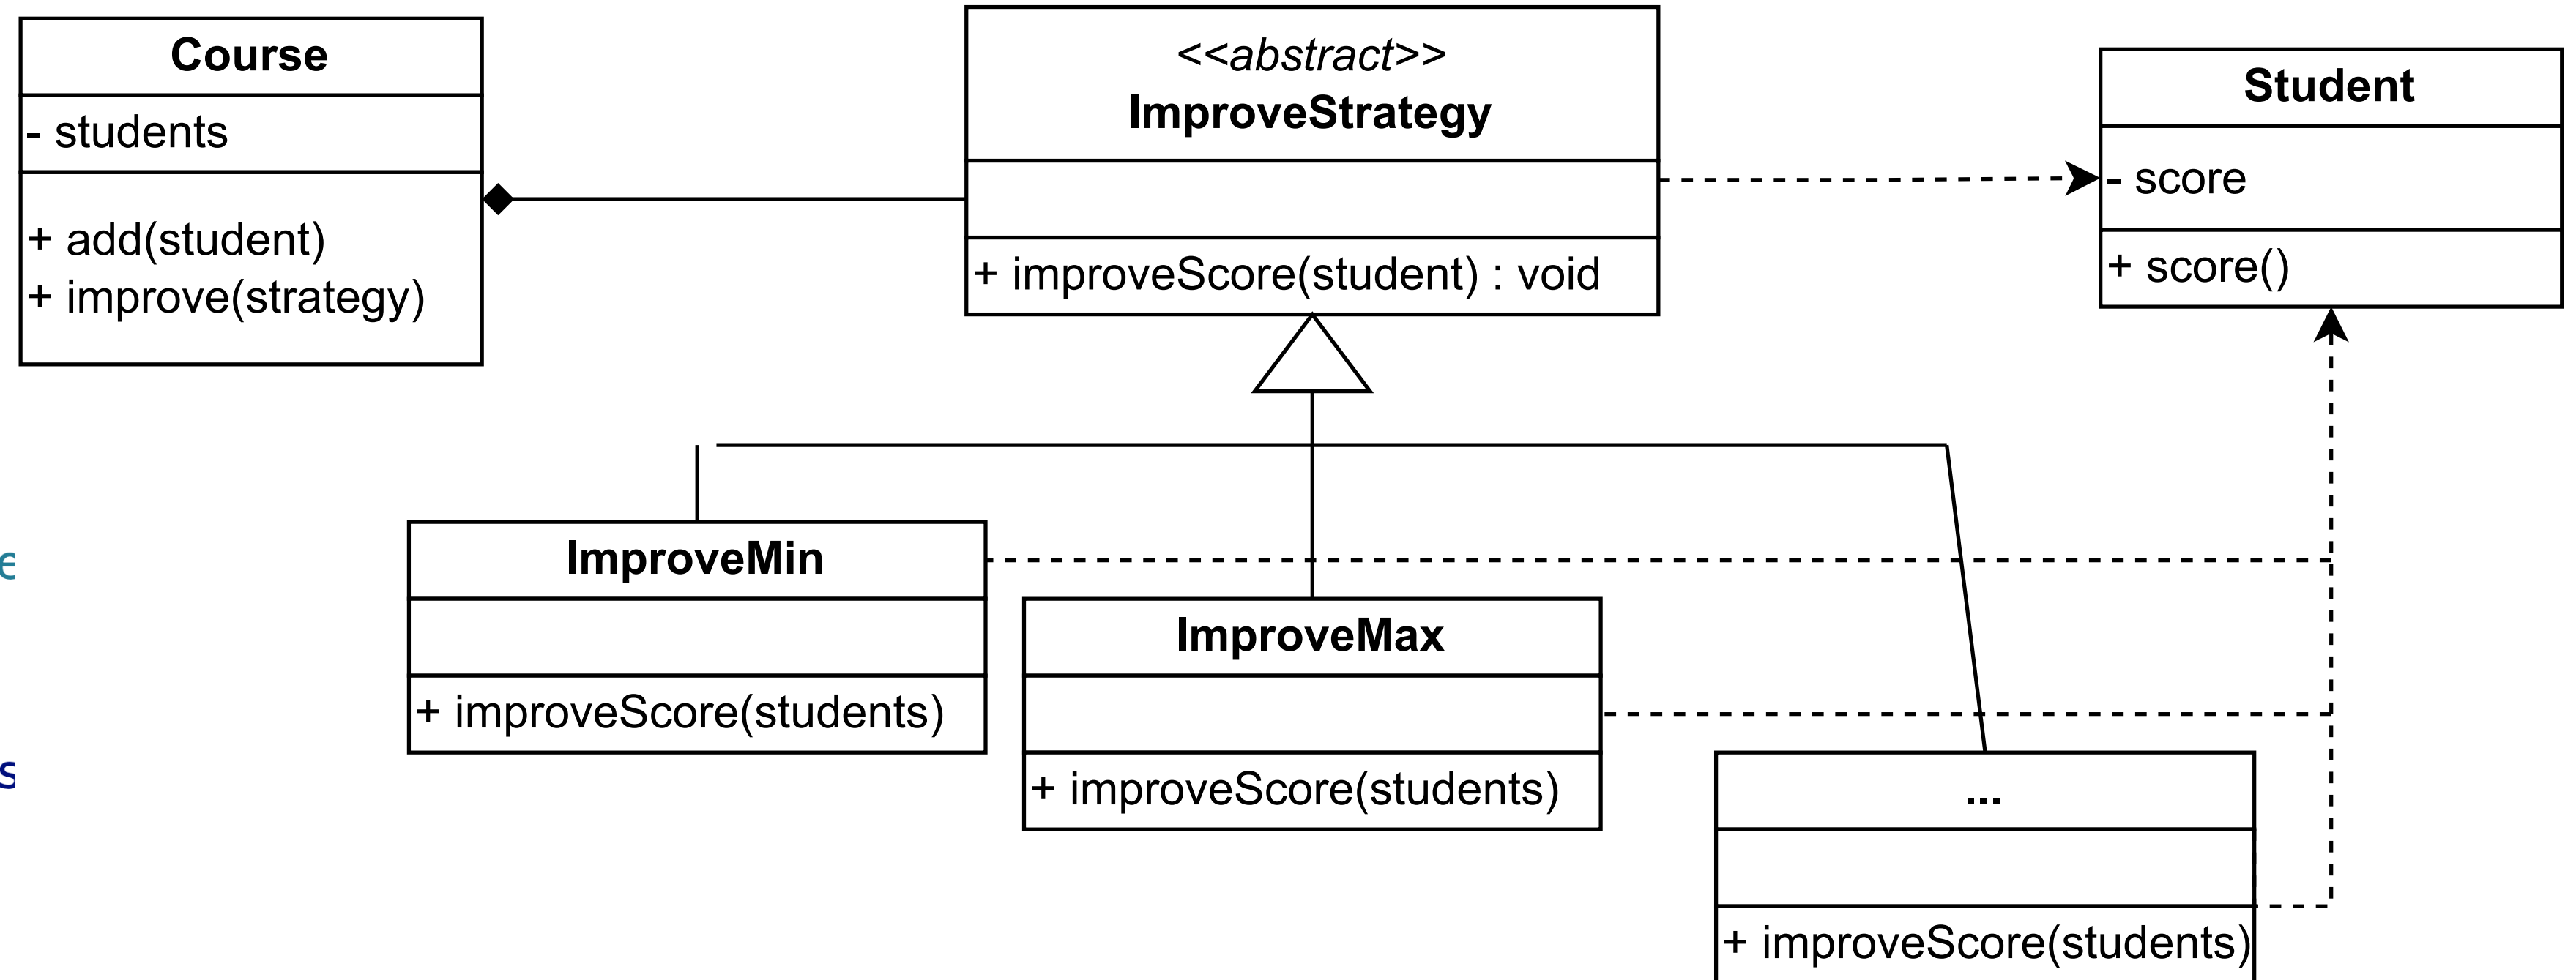 Course
- students
+ add(student)
+ improve(strategy)
<<abstract>>
ImproveStrategy
+ improveScore(student) : void
Student
- score
+ score()
ImproveMin
+ improveScore(students)
ImproveMax
+ improveScore(students)
...
+ improveScore(students)
e
s